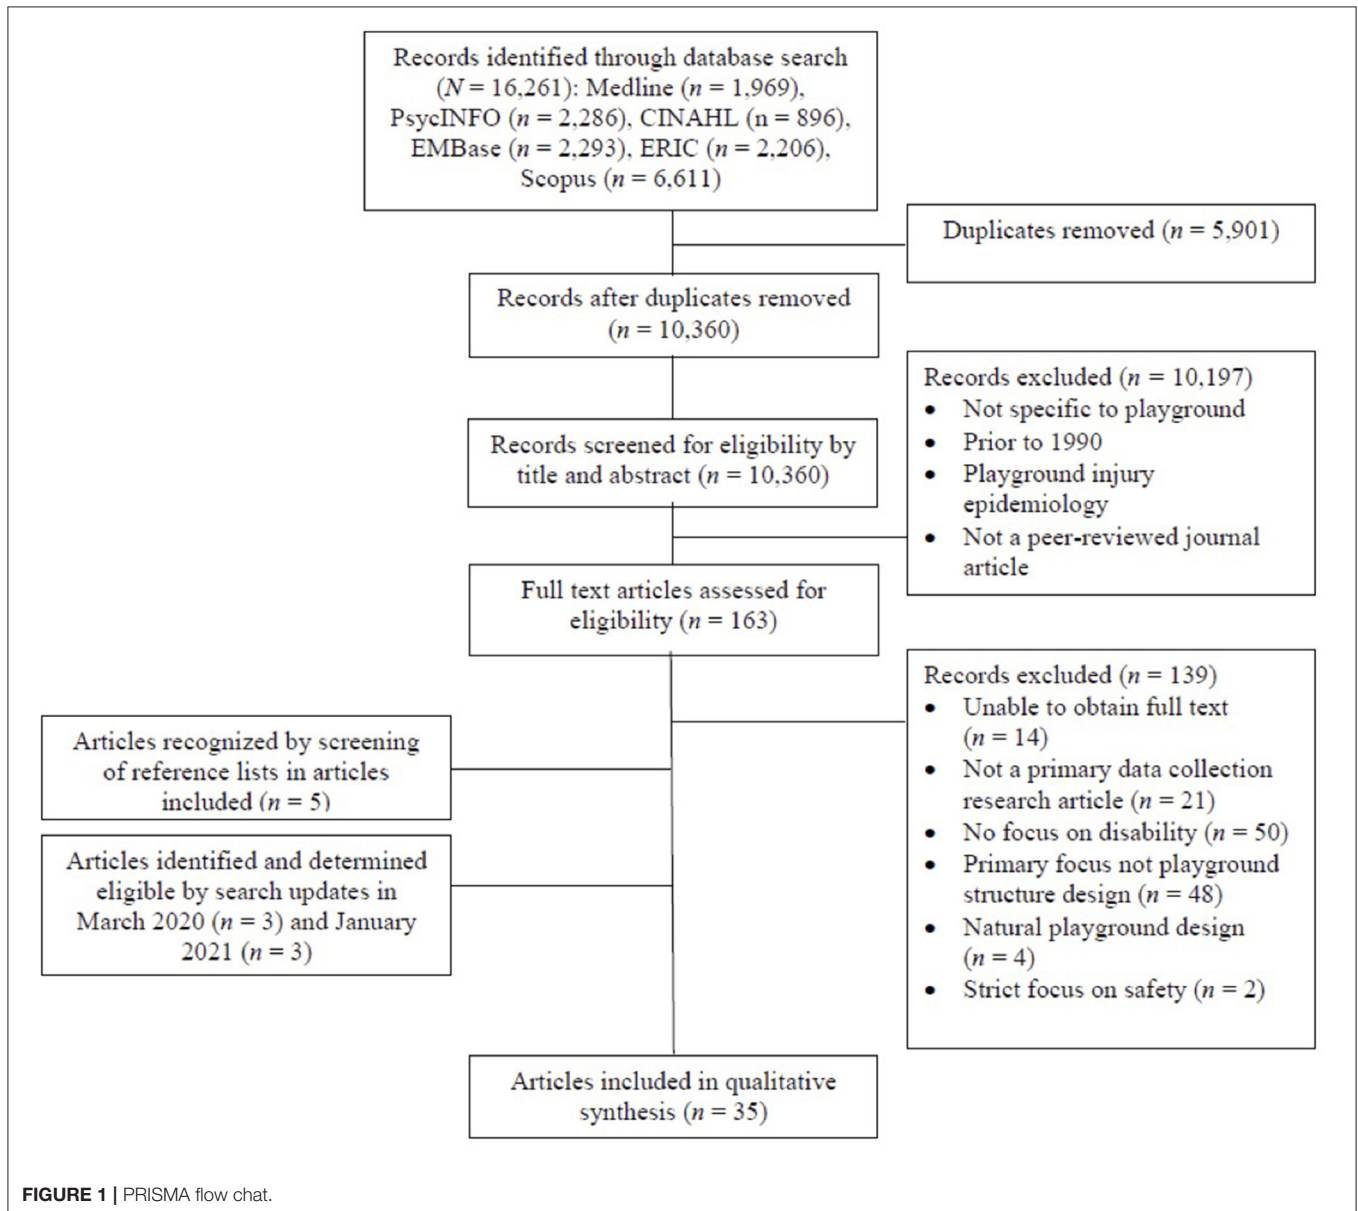 Records identified through database search
(N = 16,261): Medline (n = 1,969),
PsycINFO (n = 2,286), CINAHL (n = 896),
EMBase (n = 2,293), ERIC (n = 2,206),
Scopus (n = 6,611)
Duplicates removed (n = 5,901)
Records after duplicates removed
(n = 10,360)
Records excluded (n = 10,197)
• Not specific to playground
• Prior to 1990
• Playground injury
epidemiology
• Not a peer-reviewed journal
article
Records screened for eligibility by
title and abstract (n = 10,360)
Full text articles assessed for
eligibility (n = 163)
Records excluded (n = 139)
• Unable to obtain full text
(n = 14)
• Not a primary data collection
research article (n = 21)
• No focus on disability (n = 50)
• Primary focus not playground
structure design (n = 48)
• Natural playground design
(n = 4)
• Strict focus on safety (n = 2)
Articles recognized by screening
of reference lists in articles
included (n = 5)
Articles identified and determined
eligible by search updates in
March 2020 (n = 3) and January
2021 (n = 3)
Articles included in qualitative
synthesis (n = 35)
FIGURE 1 | PRISMA flow chat.